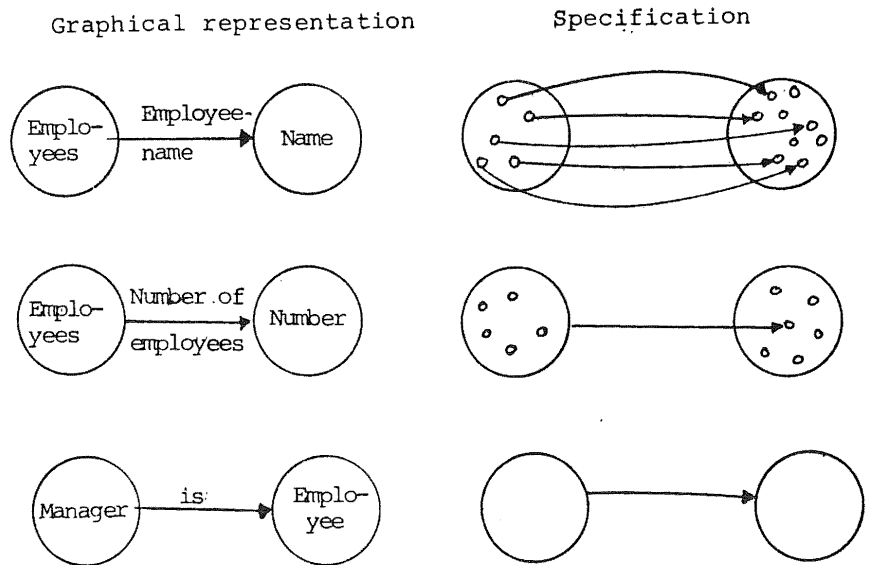 Graphical representation
Specification
Emplo-
yees
Employee-
name
Name
Emplo-
yees
Number of
employees
Number
Manager
is
Emplo-
yee